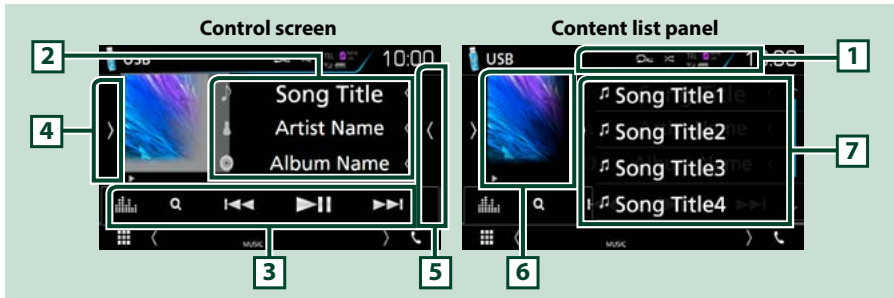 Control screen
Content list panel
2
USB
10:00
Song Title
Artist Name
Album Name
4
MUSIC
3
5
1
USB
Song Title1
Song Title2
Song Title3
Song Title4
7
MUSIC
6